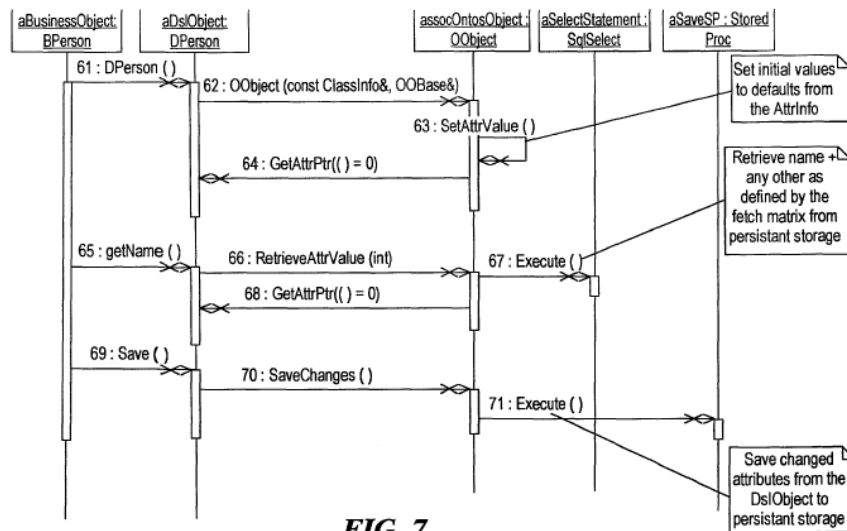 aBusinessObject:
BPerson
aDslObject:
DPerson
assocOntosObject :
OObject
aSelectStatement :
SqlSelect
aSaveSP : Stored
Proc
61 : DPerson ( )
62 : OObject (const ClassInfo&, OOBase&)
63 : SetAttrValue ( )
64 : GetAttrPtr(( ) = 0)
Set initial values
to defaults from
the AttrInfo
Retrieve name +
any other as
defined by the
fetch matrix from
persistant storage
65 : getName ( )
66 : RetrieveAttrValue (int)
67 : Execute ( )
68 : GetAttrPtr(( ) = 0)
69 : Save ( )
70 : SaveChanges ( )
71 : Execute ( )
Save changed
attributes from the
DslObject to
persistant storage
FIG. 7